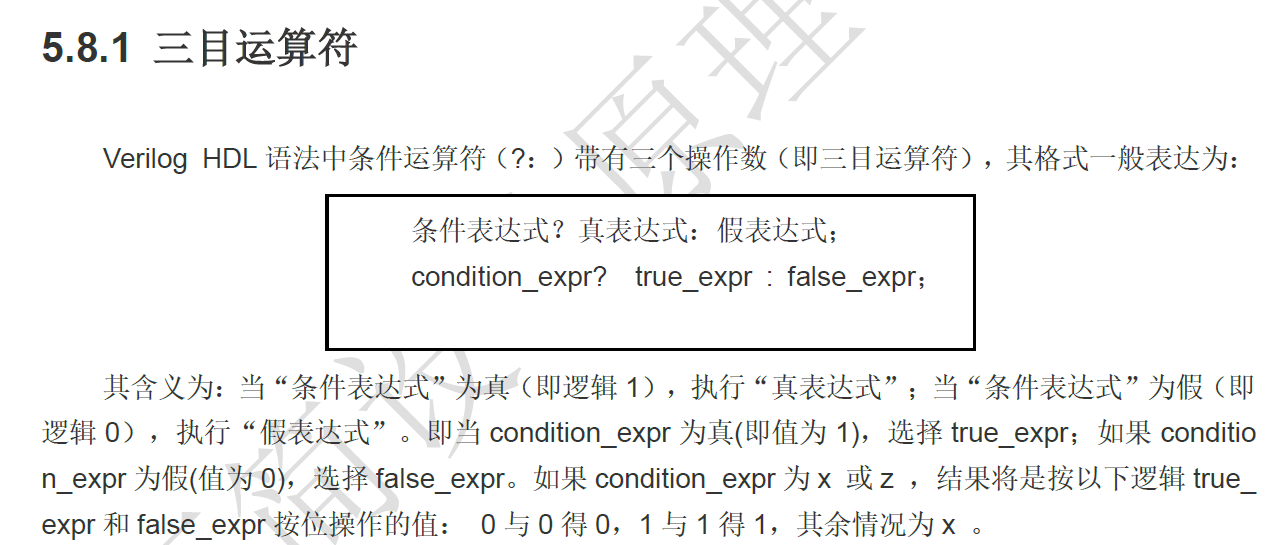 5.8.1 三目运算符
Verilog HDL 语法中条件运算符（?：）带有三个操作数（即三目运算符），其格式一般表达为：
条件表达式？真表达式：假表达式；
condition_expr? true_expr : false_expr；
其含义为：当“条件表达式”为真（即逻辑 1），执行“真表达式”；当“条件表达式”为假（即
逻辑 0），执行“假表达式”。即当 condition_expr 为真(即值为 1)，选择 true_expr；如果 conditio
n_expr 为假(值为 0)，选择 false_expr。如果 condition_expr 为 x 或 z ，结果将是按以下逻辑 true_
expr 和 false_expr 按位操作的值： 0 与 0 得 0，1 与 1 得 1，其余情况为 x 。